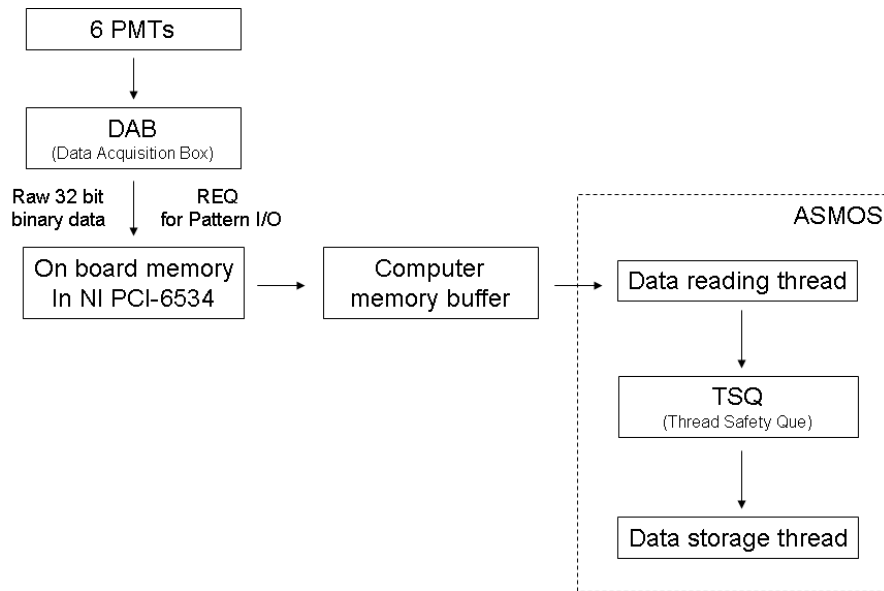 6 PMTs
DAB
(Data Acquisition Box)
Raw 32 bit
binary data
REQ
for Pattern I/O
On board memory
In NI PCI-6534
Computer
memory buffer
ASMOS
Data reading thread
TSQ
(Thread Safety Que)
Data storage thread